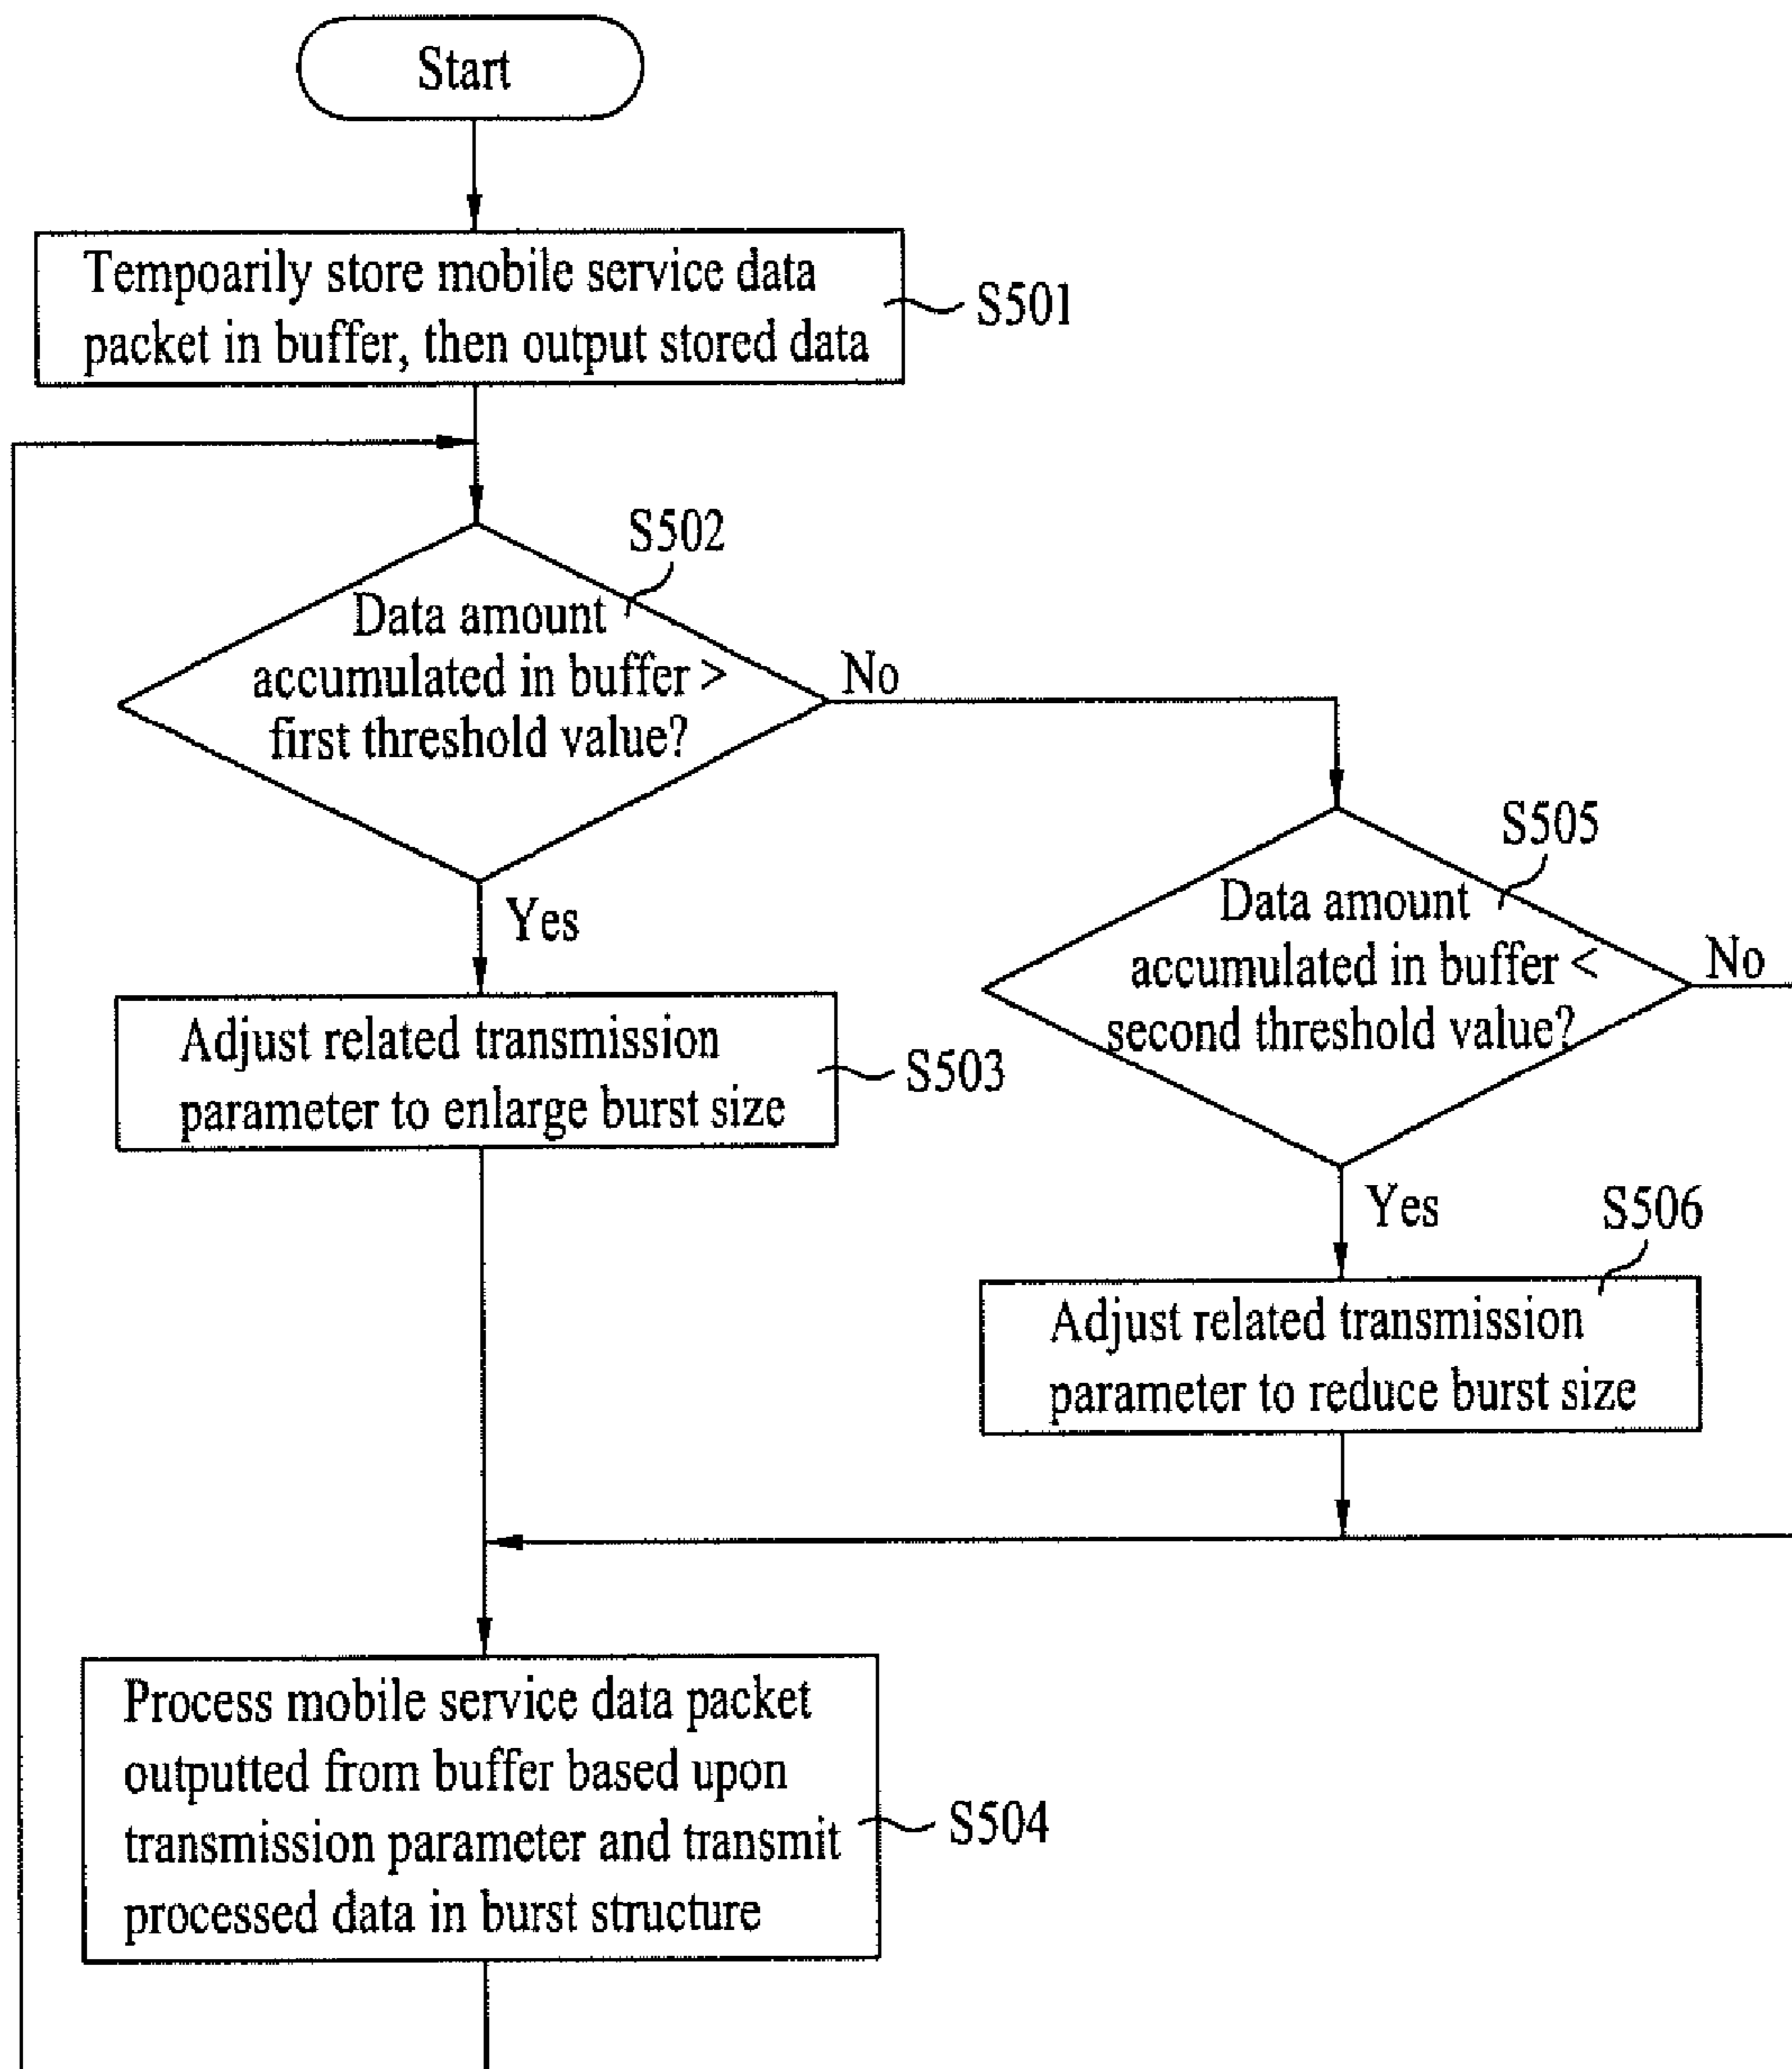 Start
Tempoarily store mobile service data
packet in buffer, then output stored data
S501
S502
Data amount
accumulated in buffer >
first threshold value?
No
Yes
S505
Data amount
accumulated in buffer <
second threshold value?
No
Yes
Adjust related transmission
parameter to enlarge burst size
S503
S506
Adjust related transmission
parameter to reduce burst size
Process mobile service data packet
outputted from buffer based upon
transmission parameter and transmit
processed data in burst structure
S504